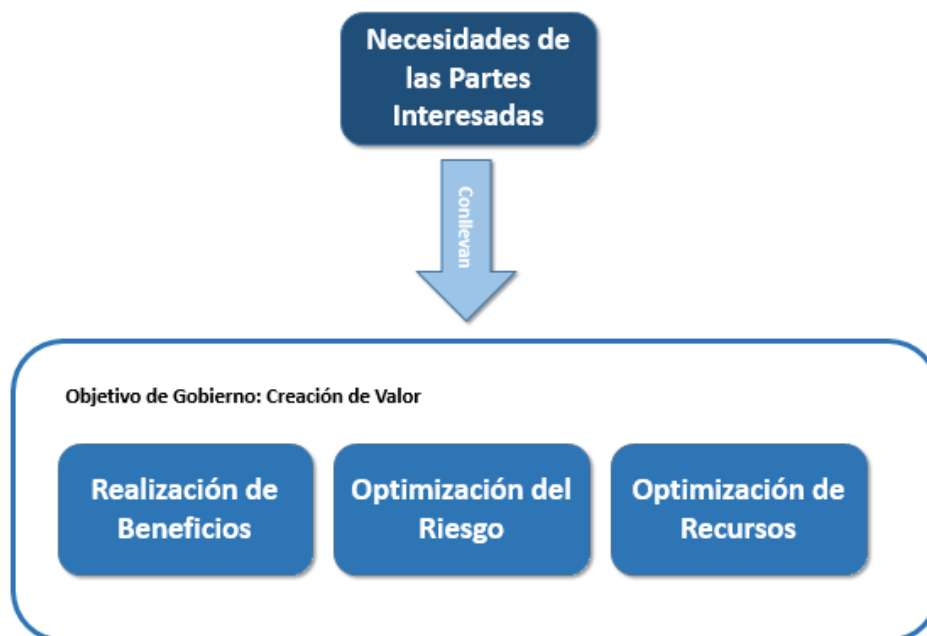 Necesidades de
las Partes
Interesadas
Conllevan
Objetivo de Gobierno: Creación de Valor
Realización de
Beneficios
Optimización del
Riesgo
Optimización de
Recursos